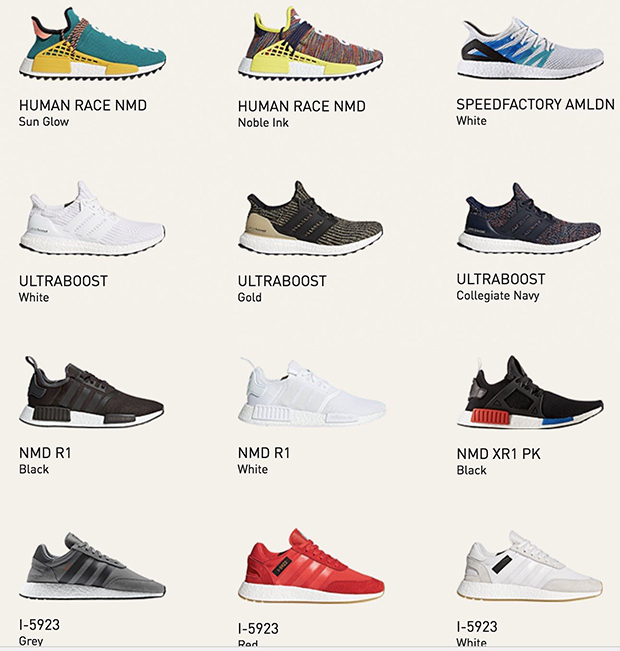 HUMAN RACE NMD
Sun Glow
HUMAN RACE NMD
Noble Ink
SPEEDFACTORY AMLDN
White
ULTRABOOST
White
ULTRABOOST
Gold
ULTRABOOST
Collegiate Navy
NMD R1
Black
NMD R1
White
NMD XR1 PK
Black
I-5923
Grey
I-5923
Red
I-5923
White